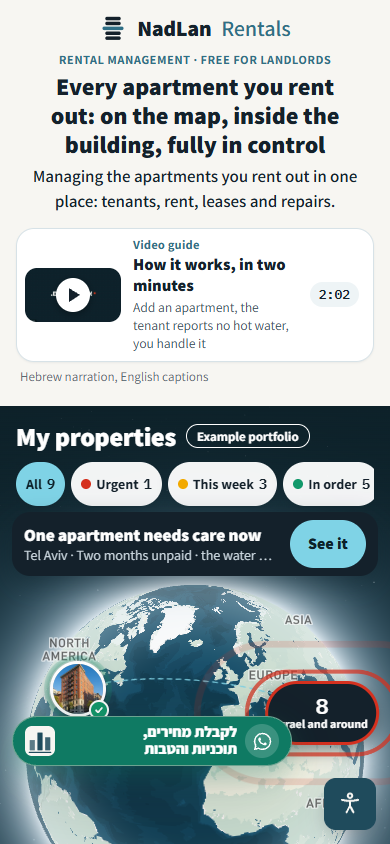 NadLan Rentals
RENTAL MANAGEMENT · FREE FOR LANDLORDS
Every apartment you rent
out: on the map, inside the
building, fully in control
Managing the apartments you rent out in one
place: tenants, rent, leases and repairs.
Video guide
How it works, in two
minutes
2:02
Add an apartment, the
tenant reports no hot water,
you handle it
Hebrew narration, English captions
My properties
Example portfolio
All 9
Urgent 1
This week 3
In order 5
One apartment needs care now
Tel Aviv · Two months unpaid · the water ...
See it
ASIA
NORTH
AMERICA
EUROPE
8
and around
לקבלת מחירים,
תוכניות והטבות